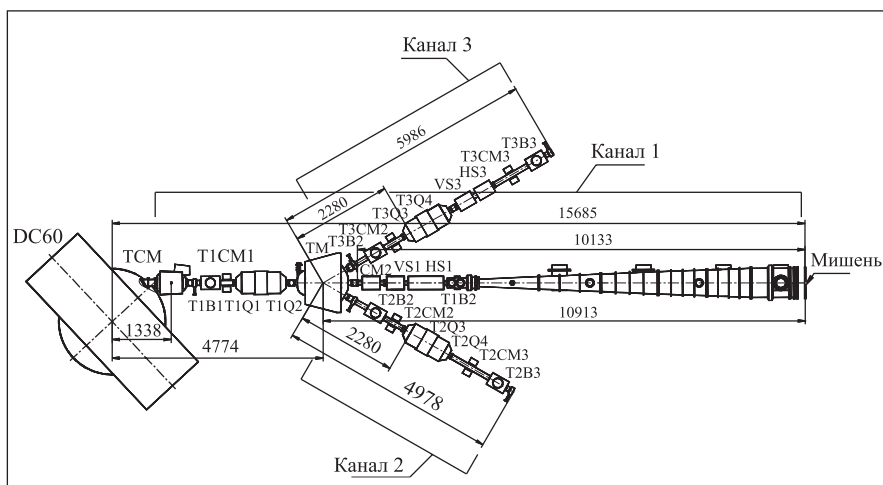 Канал 3
5986
T3B3
T3CM3
HS3
VS3
Канал 1
2280
T3Q4
T3Q3
T3CM2
T3B2
15685
DC60
TCM
T1CM1
TM
10133
CM2
VS1 HS1
Мишень
T1B1
T1Q1
T1Q2
T2B2
T1B2
T2CM2
10913
1338
T2Q3
T2Q4
4774
2280
T2CM3
T2B3
4978
Канал 2